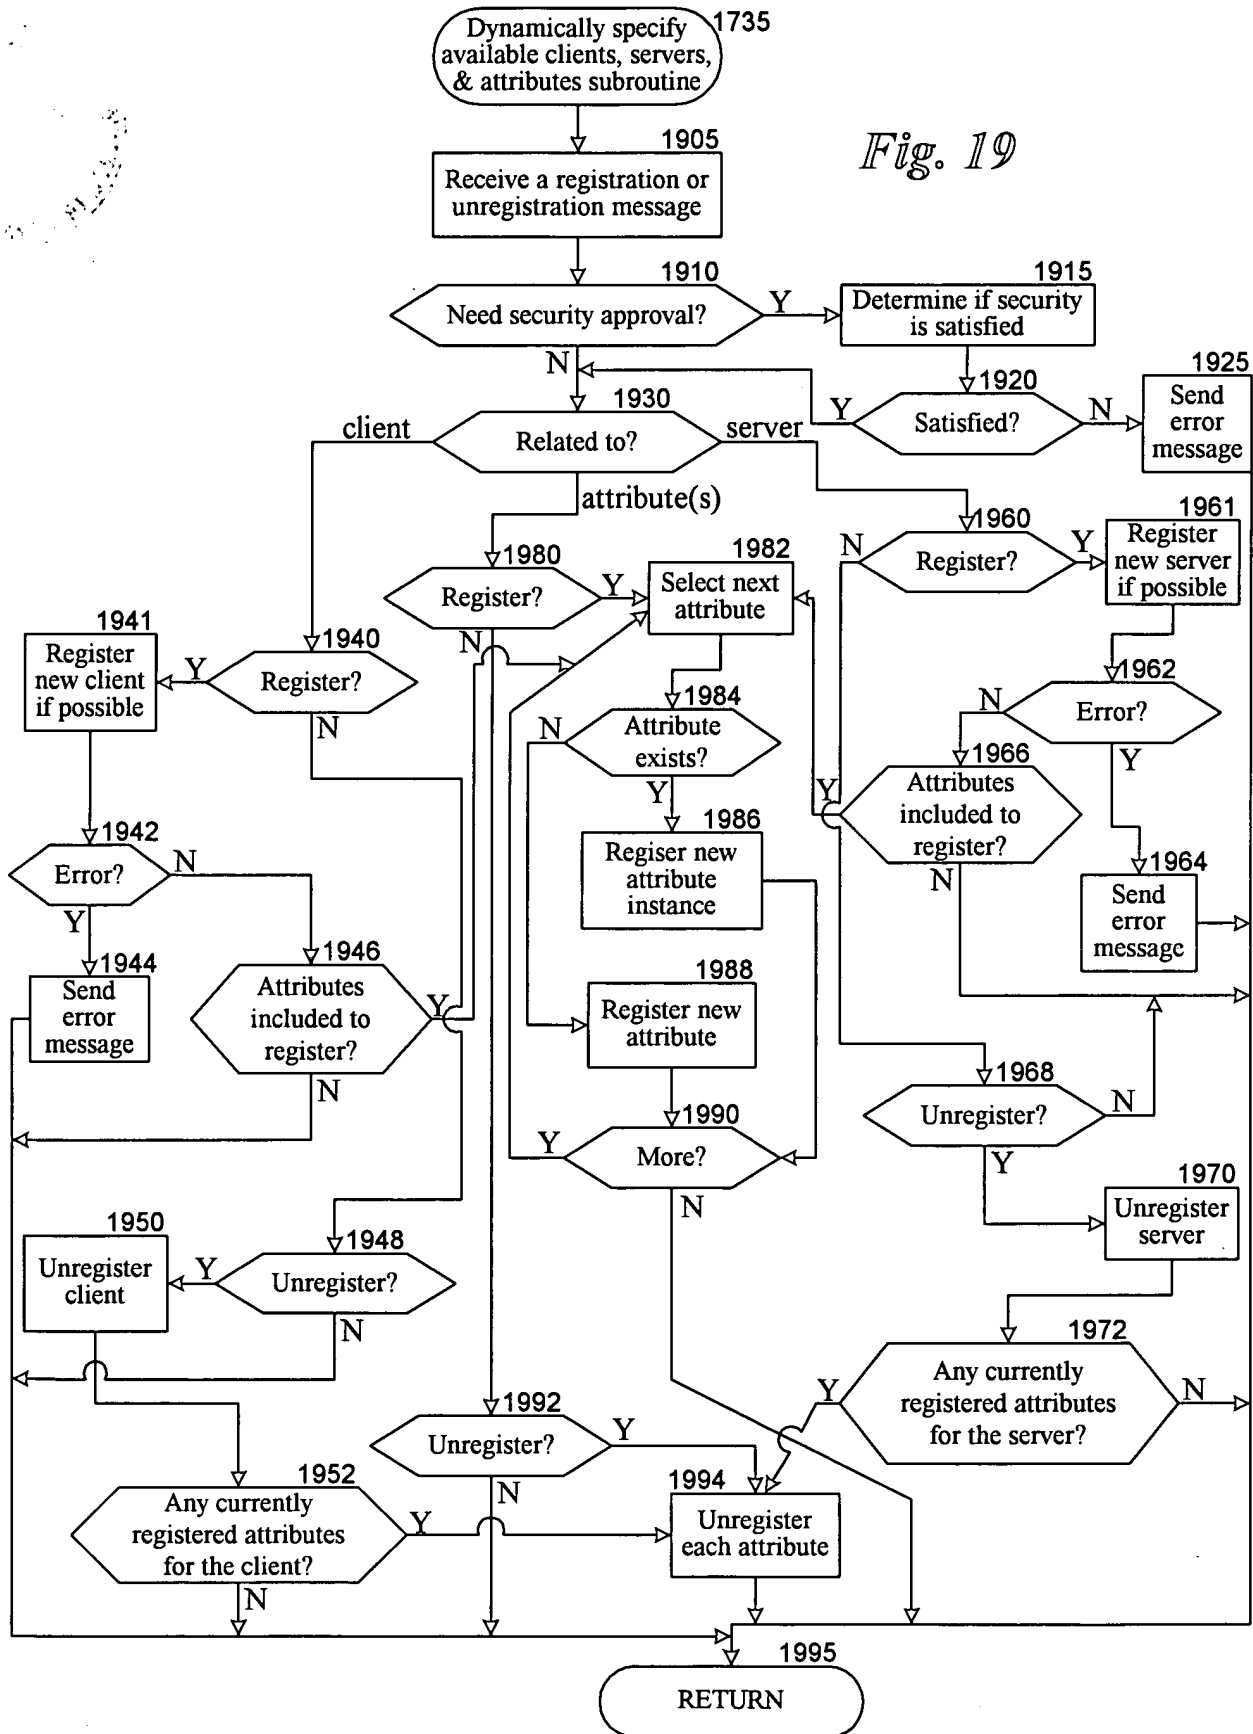 Dynamically specify
available clients, servers,
& attributes subroutine
1735
Fig. 19
1905
Receive a registration or
unregistration message
1910
Need security approval?
Y
N
1915
Determine if security
is satisfied
1920
Satisfied?
Y
N
1925
Send
error
message
1930
Related to?
client
server
attribute(s)
1960
Register?
N
Y
1961
Register
new server
if possible
1980
Register?
Y
N
1982
Select next
attribute
1941
Register
new client
if possible
1940
Register?
Y
N
1962
Error?
N
Y
1984
Attribute
exists?
N
Y
1966
Attributes
included to
register?
Y
N
1986
Regiser new
attribute
instance
1942
Error?
N
Y
1964
Send
error
message
1944
Send
error
message
1946
Attributes
included to
register?
Y
N
1988
Register new
attribute
1968
Unregister?
N
Y
1990
More?
Y
N
1970
Unregister
server
1950
Unregister
client
1948
Unregister?
Y
N
1972
Any currently
registered attributes
for the server?
Y
N
1992
Unregister?
Y
N
1952
Any currently
registered attributes
for the client?
Y
N
1994
Unregister
each attribute
1995
RETURN